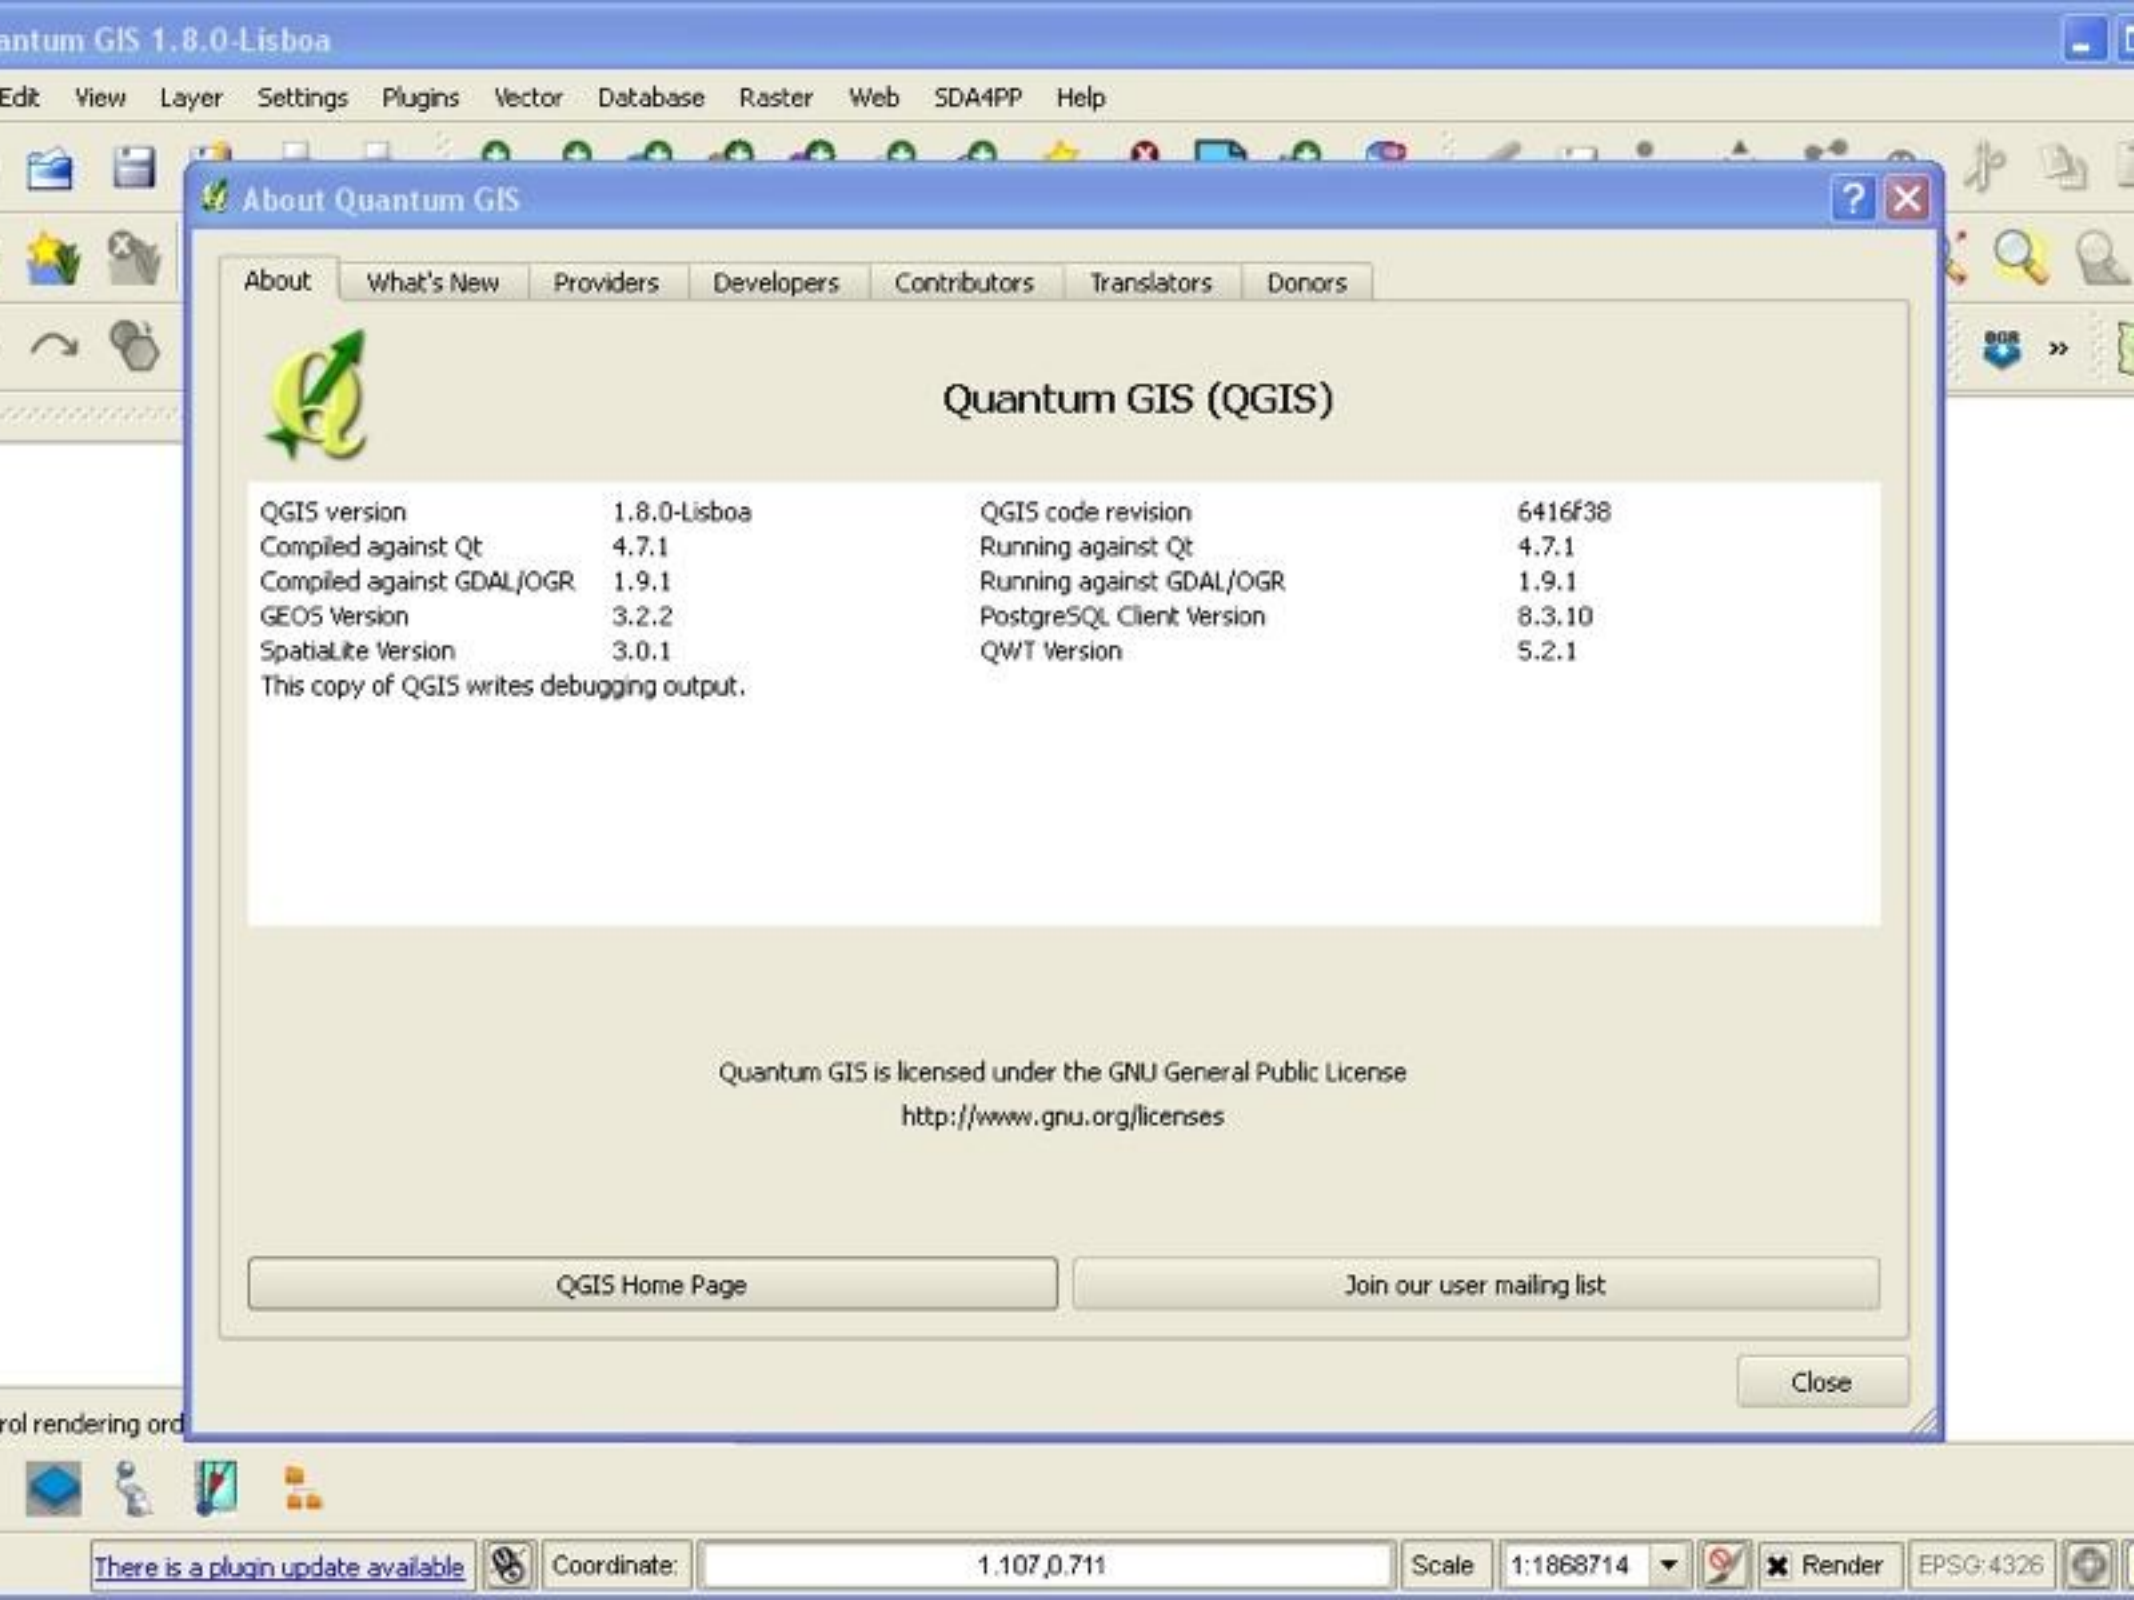 antum GIS 1.8.0-Lisboa
Edit View Layer Settings Plugins Vector Database Raster Web SDA4PP Help
About Quantum GIS
About What's New Providers Developers Contributors Translators Donors
Quantum GIS (QGIS)
QGIS version 1.8.0-Lisboa QGIS code revision 6416f38
Compiled against Qt 4.7.1 Running against Qt 4.7.1
Compiled against GDAL/OGR 1.9.1 Running against GDAL/OGR 1.9.1
GEOS Version 3.2.2 PostgreSQL Client Version 8.3.10
SpatiaLite Version 3.0.1 QWT Version 5.2.1
This copy of QGIS writes debugging output.
Quantum GIS is licensed under the GNU General Public License
http://www.gnu.org/licenses
QGIS Home Page Join our user mailing list
Close
rol rendering ord
There is a plugin update available Coordinate: 1.107,0.711 Scale 1:1868714 Render EPSG:4326